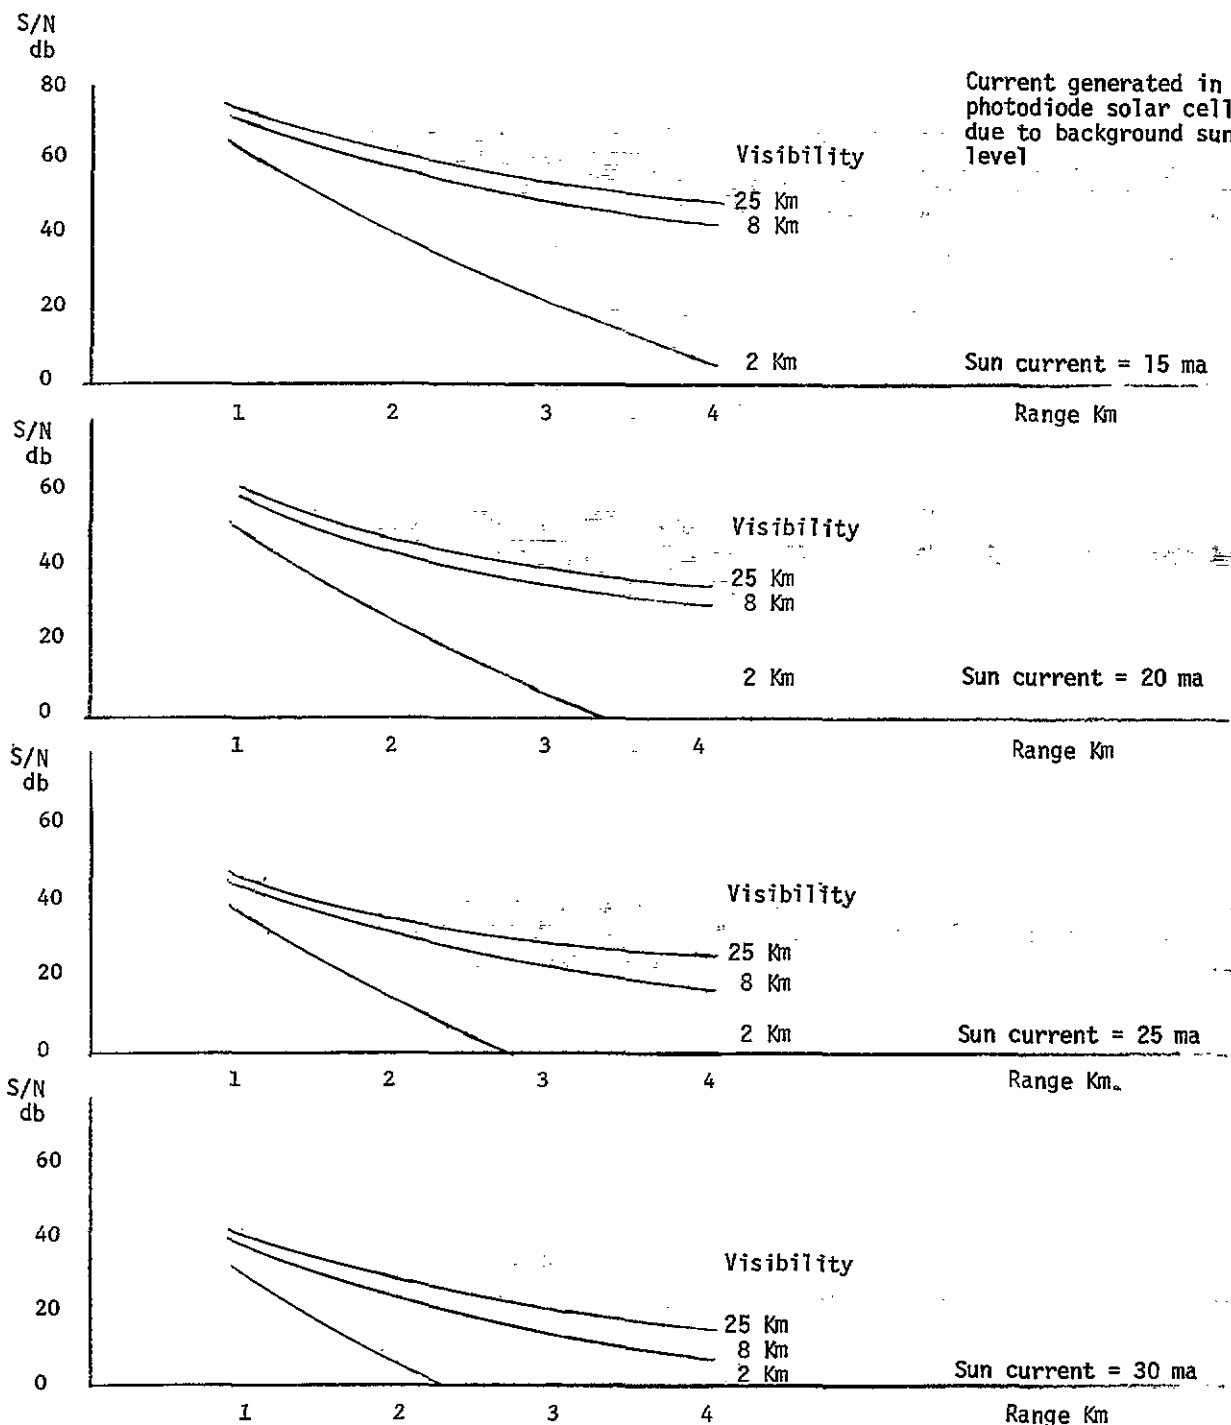 S/N
db
80
60
40
20
0
Current generated in
photodiode solar cell
due to background sun
level
Visibility
25 Km
8 Km
2 Km
Sun current = 15 ma
1 2 3 4 Range Km
S/N
db
60
40
20
0
Visibility
25 Km
8 Km
2 Km
Sun current = 20 ma
1 2 3 4 Range Km
S/N
db
60
40
20
0
Visibility
25 Km
8 Km
2 Km
Sun current = 25 ma
1 2 3 4 Range Km.
S/N
db
60
40
20
0
Visibility
25 Km
8 Km
2 Km
Sun current = 30 ma
1 2 3 4 Range Km